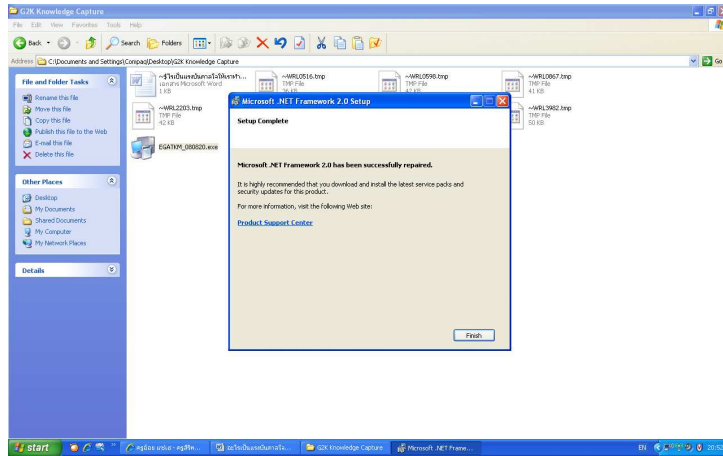 G2K Knowledge Capture
File Edit View Favorites Tools Help
Back Search Folders
Address C:\Documents and Settings\Compaq\Desktop\G2K Knowledge Capture Go
File and Folder Tasks
Rename this file
Move this file
Copy this file
Publish this file to the Web
E-mail this file
Delete this file
Other Places
Desktop
My Documents
Shared Documents
My Computer
My Network Places
Details
เอกสาร Microsoft Word
1 KB
~WRL0516.tmp
TMP File
36 KB
~WRL0598.tmp
TMP File
42 KB
~WRL0867.tmp
TMP File
41 KB
~WRL2203.tmp
TMP File
42 KB
~WRL3982.tmp
TMP File
50 KB
EGATKM_080820.exe
Microsoft .NET Framework 2.0 Setup
Setup Complete
Microsoft .NET Framework 2.0 has been successfully repaired.
It is highly recommended that you download and install the latest service packs and
security updates for this product.
For more information, visit the following Web site:
Product Support Center
Finish
start
G2K Knowledge Capture
Microsoft .NET Frame...
EN